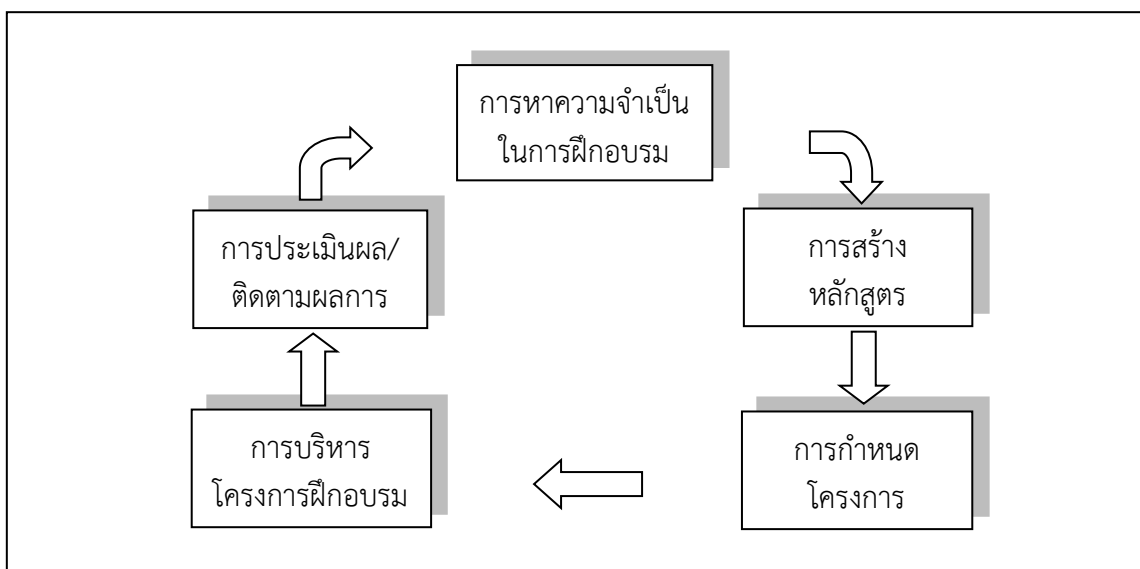 การหาความจำเป็น
ในการฝึกอบรม
การสร้าง
หลักสูตร
การกำหนด
โครงการ
การบริหาร
โครงการฝึกอบรม
การประเมินผล/
ติดตามผลการ